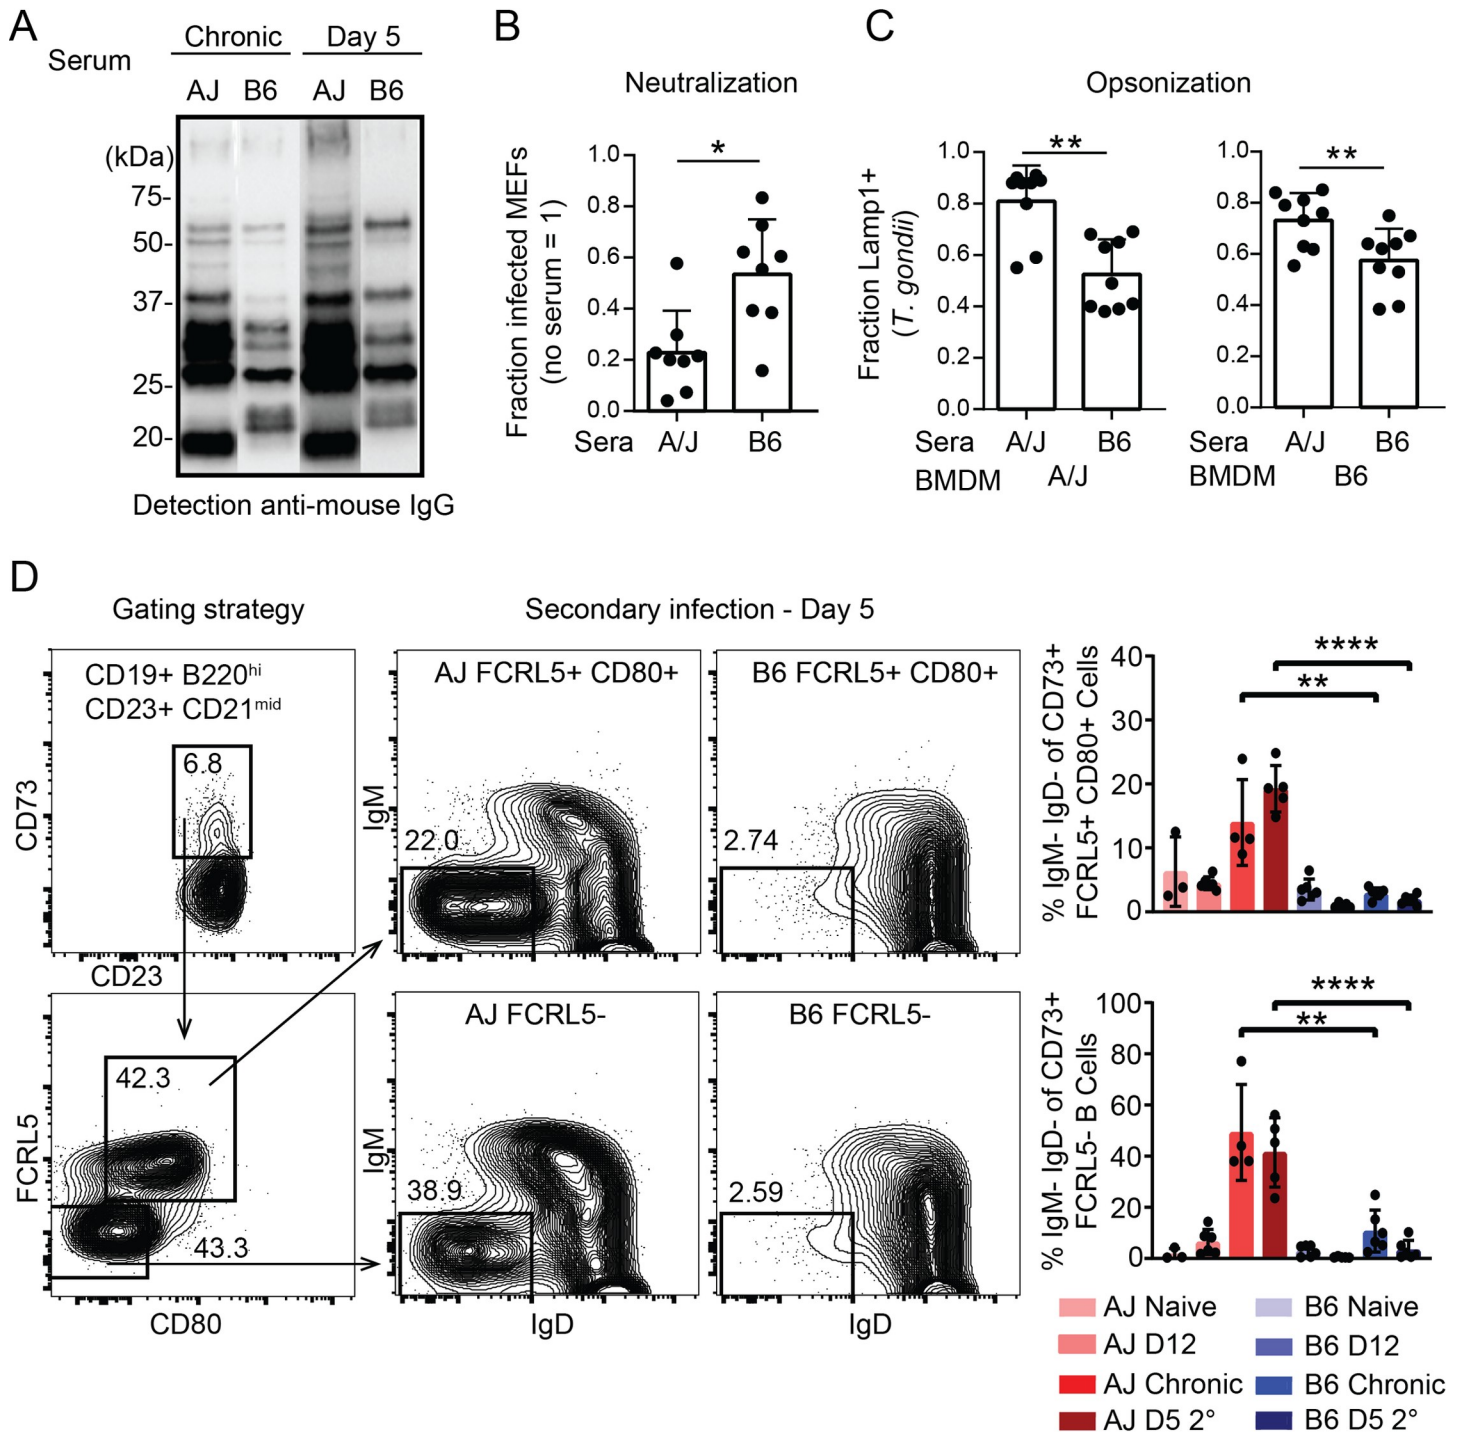 A
Serum
Chronic
Day 5
AJ
B6
AJ
B6
(kDa)
75-
50-
37-
25-
20-
Detection anti-mouse IgG
B
Neutralization
Fraction infected MEFs
(no serum = 1)
*
1.0
0.8
0.6
0.4
0.2
0.0
Sera
A/J
B6
C
Opsonization
Fraction Lamp1+
(T. gondii)
**
1.0
0.8
0.6
0.4
0.2
0.0
Sera
A/J
B6
BMDM
A/J
**
1.0
0.8
0.6
0.4
0.2
0.0
Sera
A/J
B6
BMDM
B6
D
Gating strategy
Secondary infection - Day 5
CD19+ B220hi
CD23+ CD21mid
6.8
CD73
CD23
42.3
43.3
FCRL5
CD80
AJ FCRL5+ CD80+
IgM
22.0
B6 FCRL5+ CD80+
2.74
AJ FCRL5-
IgM
38.9
IgD
B6 FCRL5-
2.59
IgD
% IgM- IgD- of CD73+
FCRL5+ CD80+ Cells
****
**
40
30
20
10
0
% IgM- IgD- of CD73+
FCRL5- B Cells
****
**
100
80
60
40
20
0
AJ Naive
AJ D12
AJ Chronic
AJ D5 2°
B6 Naive
B6 D12
B6 Chronic
B6 D5 2°